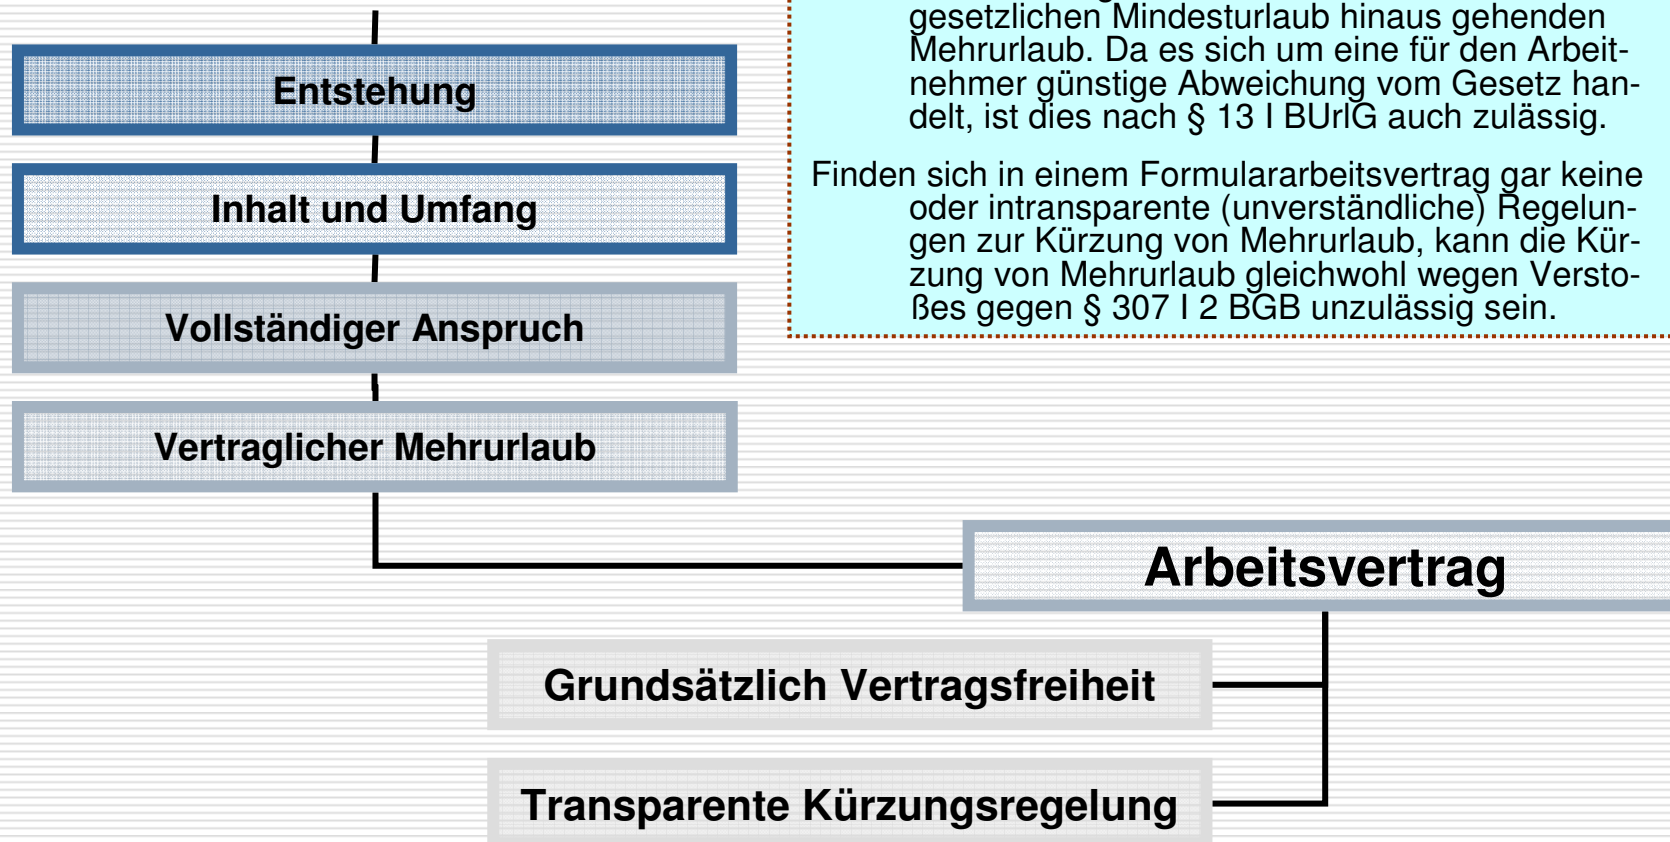 gesetzlichen Mindesturlaub hinaus gehenden
Mehrurlaub. Da es sich um eine für den Arbeit-
nehmer günstige Abweichung vom Gesetz han-
delt, ist dies nach § 13 I BUrlG auch zulässig.
Finden sich in einem Formulararbeitsvertrag gar keine
oder intransparente (unverständliche) Regelun-
gen zur Kürzung von Mehrurlaub, kann die Kür-
zung von Mehrurlaub gleichwohl wegen Versto-
ßes gegen § 307 I 2 BGB unzulässig sein.
Entstehung
Inhalt und Umfang
Vollständiger Anspruch
Vertraglicher Mehrurlaub
Arbeitsvertrag
Grundsätzlich Vertragsfreiheit
Transparente Kürzungsregelung